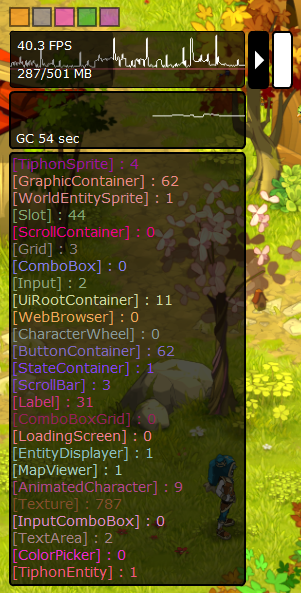 40.3 FPS
287/501 MB
GC 54 sec
[TiphonSprite] : 4
[GraphicContainer] : 62
[WorldEntitySprite] : 1
[Slot] : 44
[ScrollContainer] : 0
[Grid] : 3
[ComboBox] : 0
[Input] : 2
[UiRootContainer] : 11
[WebBrowser] : 0
[CharacterWheel] : 0
[ButtonContainer] : 62
[StateContainer] : 1
[ScrollBar] : 3
[Label] : 31
[ComboBoxGrid] : 0
[LoadingScreen] : 0
[EntityDisplayer] : 1
[MapViewer] : 1
[AnimatedCharacter] : 9
[Texture] : 787
[InputComboBox] : 0
[TextArea] : 2
[ColorPicker] : 0
[TiphonEntity] : 1